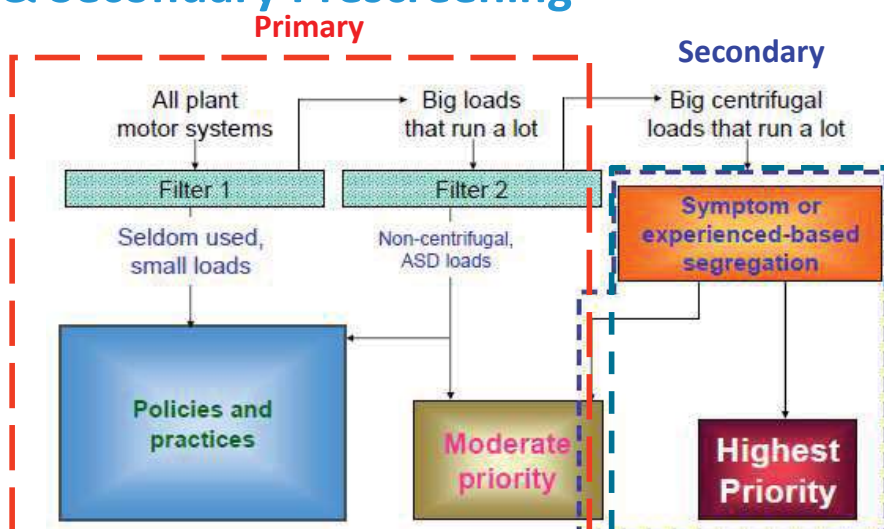 & Secondary Prescreening
Primary
Secondary
All plant
motor systems
Big loads
that run a lot
Big centrifugal
loads that run a lot
Filter 1
Filter 2
Symptom or
experienced-based
segregation
Seldom used,
small loads
Non-centrifugal,
ASD loads
Policies and
practices
Moderate
priority
Highest
Priority